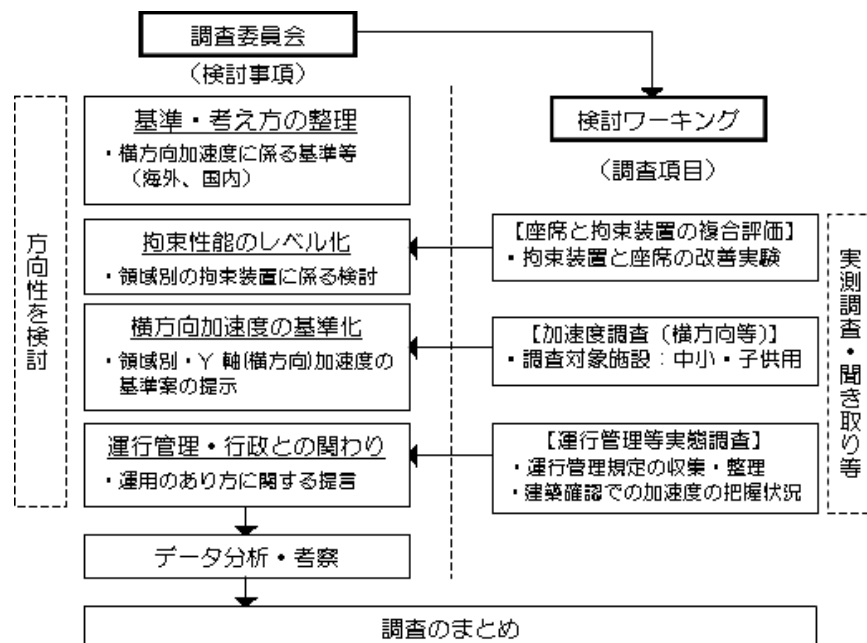 調査委員会
（検討事項）
基準・考え方の整理
・横方向加速度に係る基準等
（海外、国内）
拘束性能のレベル化
・領域別の拘束装置に係る検討
横方向加速度の基準化
・領域別・Y 軸(横方向)加速度の
基準案の提示
運行管理・行政との関わり
・運用のあり方に関する提言
データ分析・考察
調査のまとめ
方向性を検討
検討ワーキング
（調査項目）
【座席と拘束装置の複合評価】
・拘束装置と座席の改善実験
【加速度調査（横方向等）】
・調査対象施設：中小・子供用
【運行管理等実態調査】
・運行管理規定の収集・整理
・建築確認での加速度の把握状況
実測調査・聞き取り等